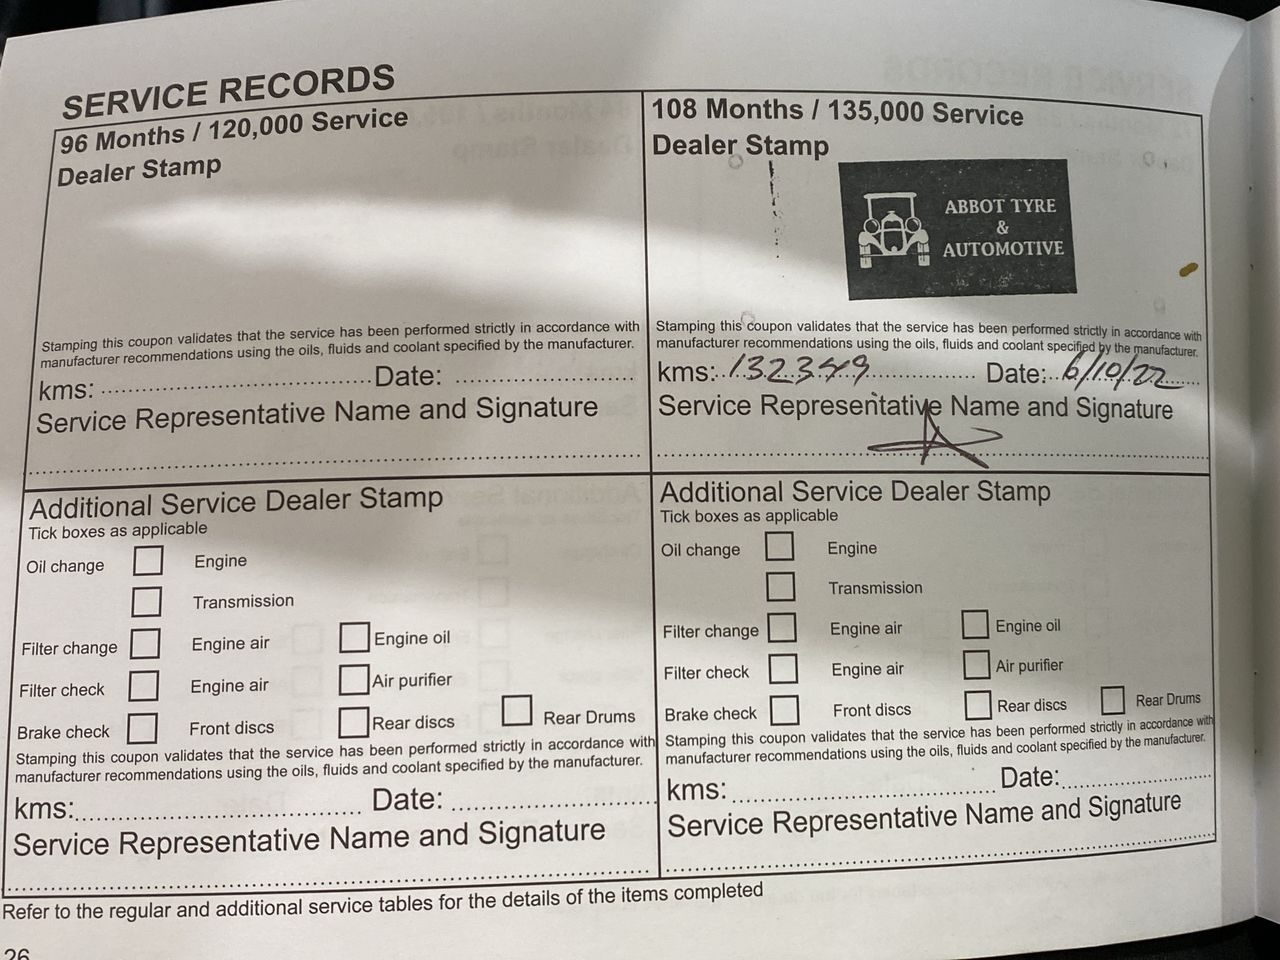 SERVICE RECORDS
96 Months / 120,000 Service
Dealer Stamp
Stamping this coupon validates that the service has been performed strictly in accordance with
manufacturer recommendations using the oils, fluids and coolant specified by the manufacturer.
kms: Date:
Service Representative Name and Signature
108 Months / 135,000 Service
Dealer Stamp
ABBOT TYRE
&
AUTOMOTIVE
Stamping this coupon validates that the service has been performed strictly in accordance with
manufacturer recommendations using the oils, fluids and coolant specified by the manufacturer.
kms: 132349 Date: 6/10/22
Service Representative Name and Signature
Additional Service Dealer Stamp
Tick boxes as applicable
Oil change Engine
Transmission
Filter change Engine air Engine oil
Filter check Engine air Air purifier
Brake check Front discs Rear discs Rear Drums
Stamping this coupon validates that the service has been performed strictly in accordance with
manufacturer recommendations using the oils, fluids and coolant specified by the manufacturer.
kms: Date:
Service Representative Name and Signature
Additional Service Dealer Stamp
Tick boxes as applicable
Oil change Engine
Transmission
Filter change Engine air Engine oil
Filter check Engine air Air purifier
Brake check Front discs Rear discs Rear Drums
Stamping this coupon validates that the service has been performed strictly in accordance with
manufacturer recommendations using the oils, fluids and coolant specified by the manufacturer.
kms: Date:
Service Representative Name and Signature
Refer to the regular and additional service tables for the details of the items completed
26